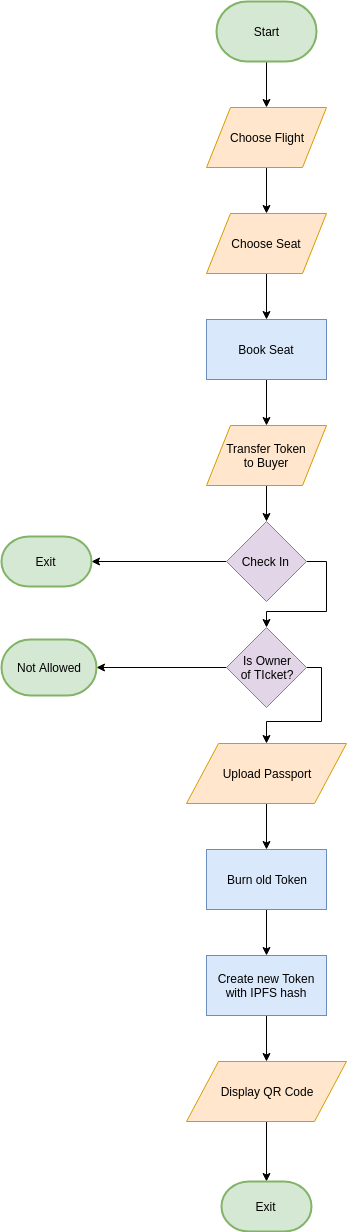 Start
Choose Flight
Choose Seat
Book Seat
Transfer Token
to Buyer
Check In
Exit
Is Owner
of TIcket?
Not Allowed
Upload Passport
Burn old Token
Create new Token
with IPFS hash
Display QR Code
Exit